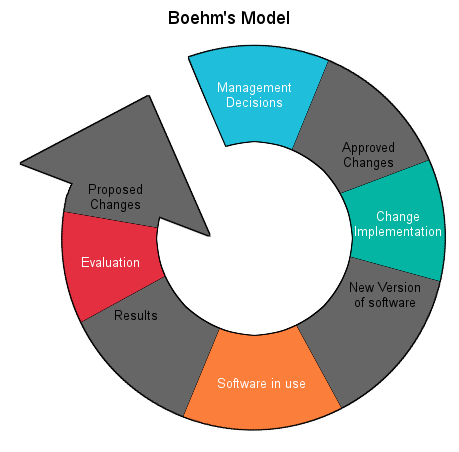 Boehm's Model
Management
Decisions
Approved
Changes
Change
Implementation
New Version
of software
Software in use
Results
Evaluation
Proposed
Changes